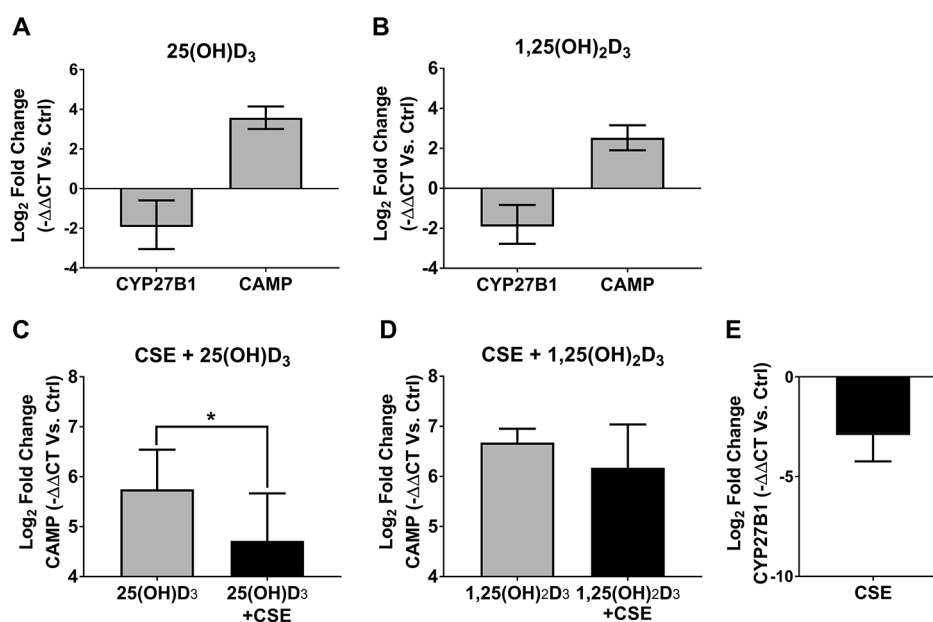 A
25(OH)D₃
Log₂ Fold Change
(-ΔΔCT Vs. Ctrl)
6
4
2
0
-2
-4
CYP27B1 CAMP
B
1,25(OH)₂D₃
Log₂ Fold Change
(-ΔΔCT Vs. Ctrl)
6
4
2
0
-2
-4
CYP27B1 CAMP
C
CSE + 25(OH)D₃
Log₂ Fold Change
CAMP (-ΔΔCT Vs. Ctrl)
8
7
6
5
4
*
25(OH)D₃ 25(OH)D₃
+CSE
D
CSE + 1,25(OH)₂D₃
Log₂ Fold Change
CAMP (-ΔΔCT Vs. Ctrl)
8
7
6
5
4
1,25(OH)₂D₃ 1,25(OH)₂D₃
+CSE
E
Log₂ Fold Change
CYP27B1 (-ΔΔCT Vs. Ctrl)
0
-5
-10
CSE